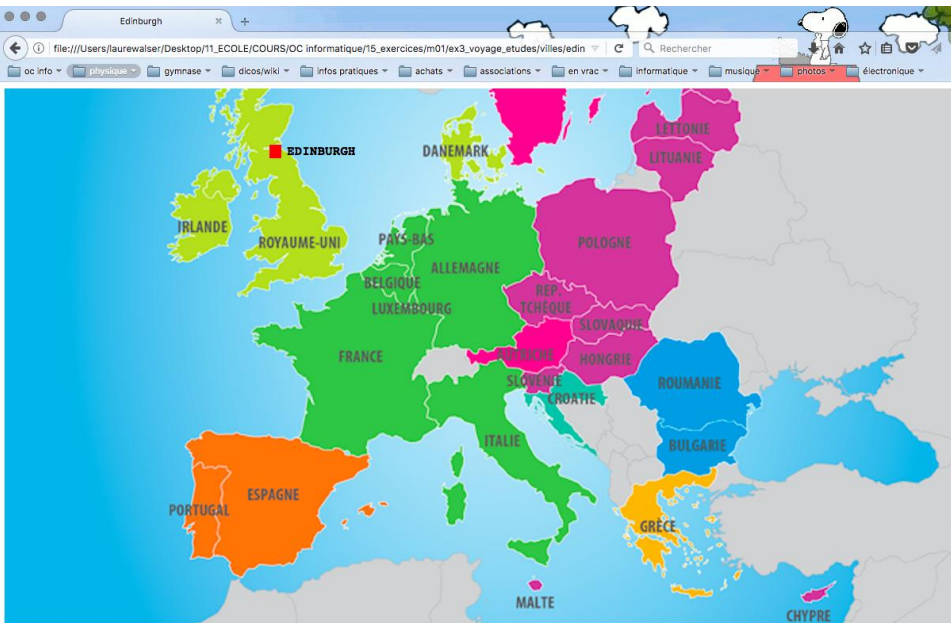 Edinburgh
file:///Users/laurewalser/Desktop/11_ECOLE/COURS/OC informatique/15_exercices/m01/ex3_voyage_etudes/villes/edin
Rechercher
oc info physique gymnase dicos/wiki infos pratiques achats associations en vrac informatique musique photos électronique
LETTONIE
LITUANIE
EDINBURGH
DANEMARK
IRLANDE
ROYAUME-UNI
PAYS-BAS
POLOGNE
ALLEMAGNE
BELGIQUE
REP.
TCHÈQUE
LUXEMBOURG
SLOVAQUIE
FRANCE
AUTRICHE
HONGRIE
SLOVÉNIE
ROUMANIE
CROATIE
ITALIE
BULGARIE
ESPAGNE
PORTUGAL
GRÈCE
MALTE
CHYPRE